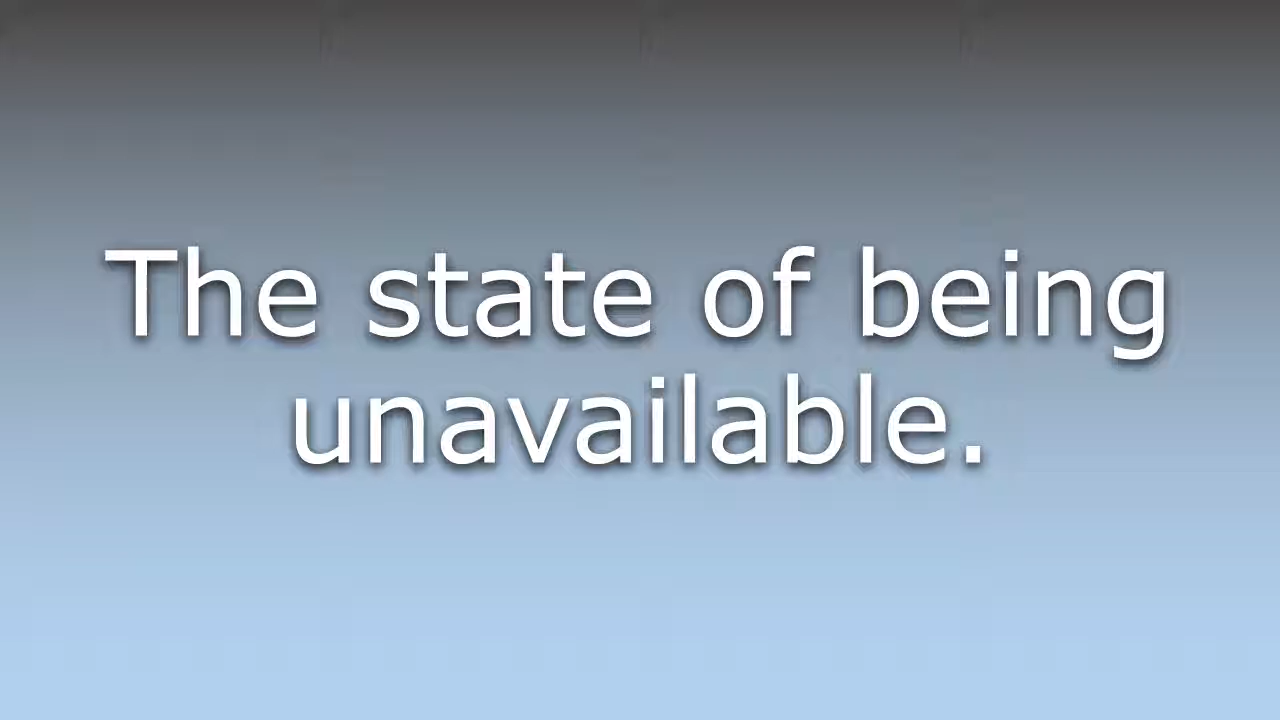 The state of being
unavailable.